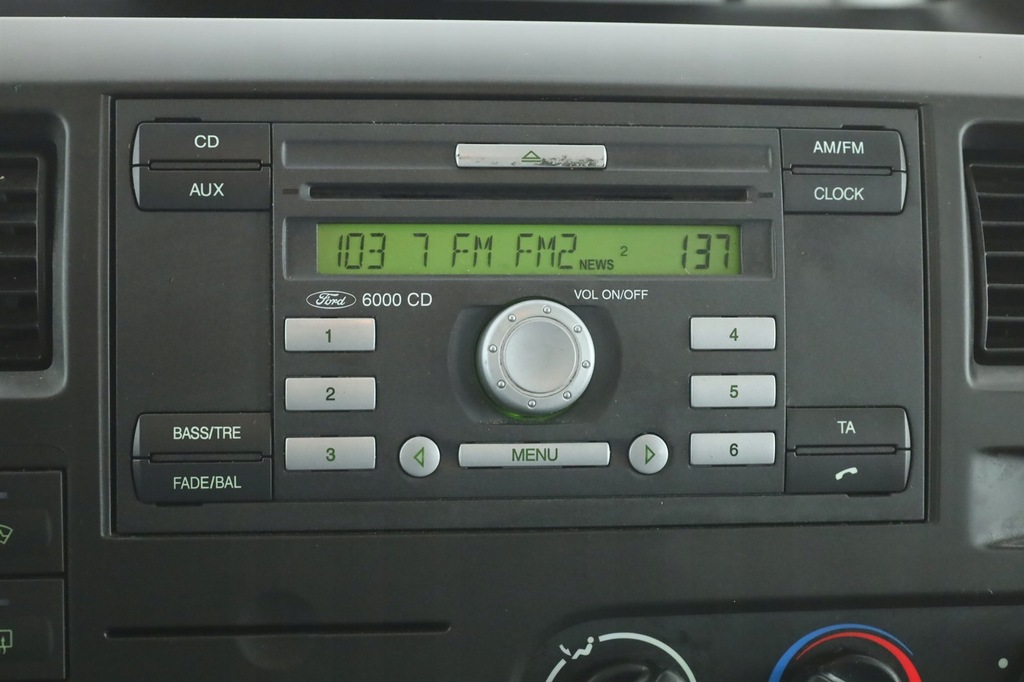 CD
AM/FM
AUX
CLOCK
103 7 FM FM2 NEWS 2 137
Ford 6000 CD
VOL ON/OFF
1
4
2
5
3
6
MENU
BASS/TRE
TA
FADE/BAL